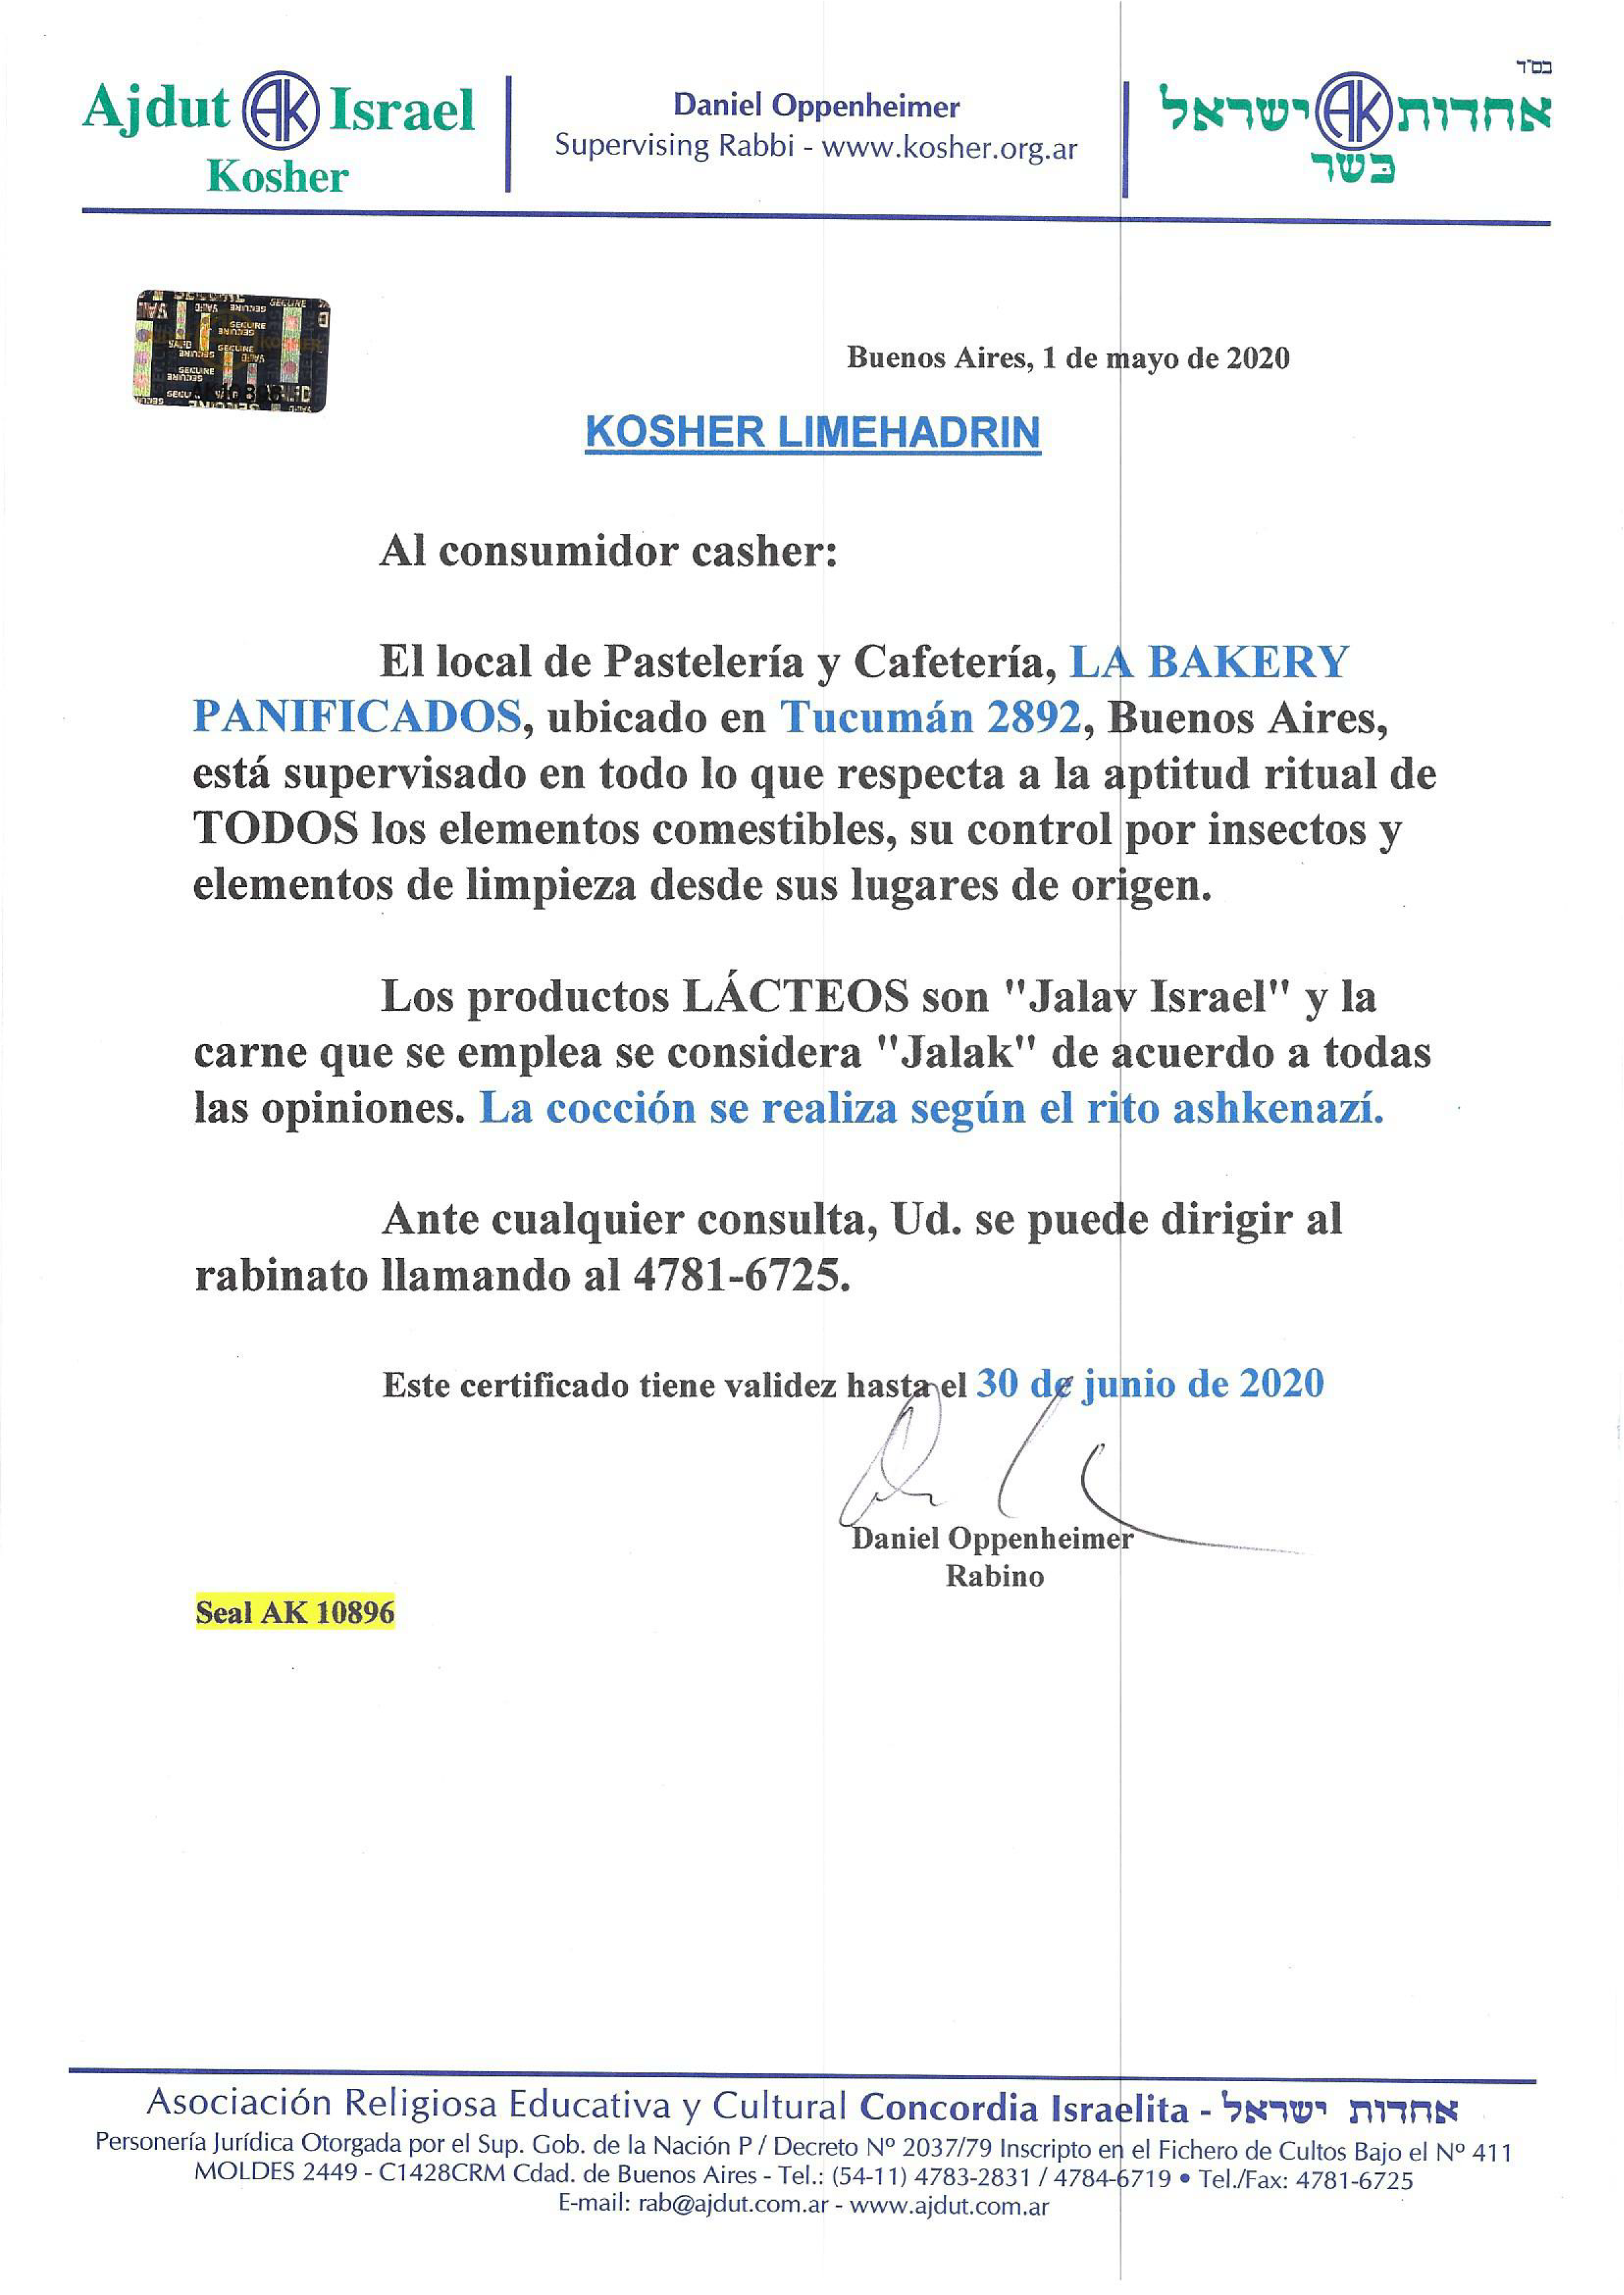 בס"ד
Ajdut AK Israel
Kosher
Daniel Oppenheimer
Supervising Rabbi - www.kosher.org.ar
אחדות AK ישראל
כשר
SECURE
VALID
Buenos Aires, 1 de mayo de 2020
KOSHER LIMEHADRIN
Al consumidor casher:
El local de Pastelería y Cafetería, LA BAKERY
PANIFICADOS, ubicado en Tucumán 2892, Buenos Aires,
está supervisado en todo lo que respecta a la aptitud ritual de
TODOS los elementos comestibles, su control por insectos y
elementos de limpieza desde sus lugares de origen.
Los productos LÁCTEOS son "Jalav Israel" y la
carne que se emplea se considera "Jalak" de acuerdo a todas
las opiniones. La cocción se realiza según el rito ashkenazí.
Ante cualquier consulta, Ud. se puede dirigir al
rabinato llamando al 4781-6725.
Este certificado tiene validez hasta el 30 de junio de 2020
Daniel Oppenheimer
Rabino
Seal AK 10896
Asociación Religiosa Educativa y Cultural Concordia Israelita - אחדות ישראל
Personería Jurídica Otorgada por el Sup. Gob. de la Nación P / Decreto Nº 2037/79 Inscripto en el Fichero de Cultos Bajo el Nº 411
MOLDES 2449 - C1428CRM Cdad. de Buenos Aires - Tel.: (54-11) 4783-2831 / 4784-6719 • Tel./Fax: 4781-6725
E-mail: rab@ajdut.com.ar - www.ajdut.com.ar